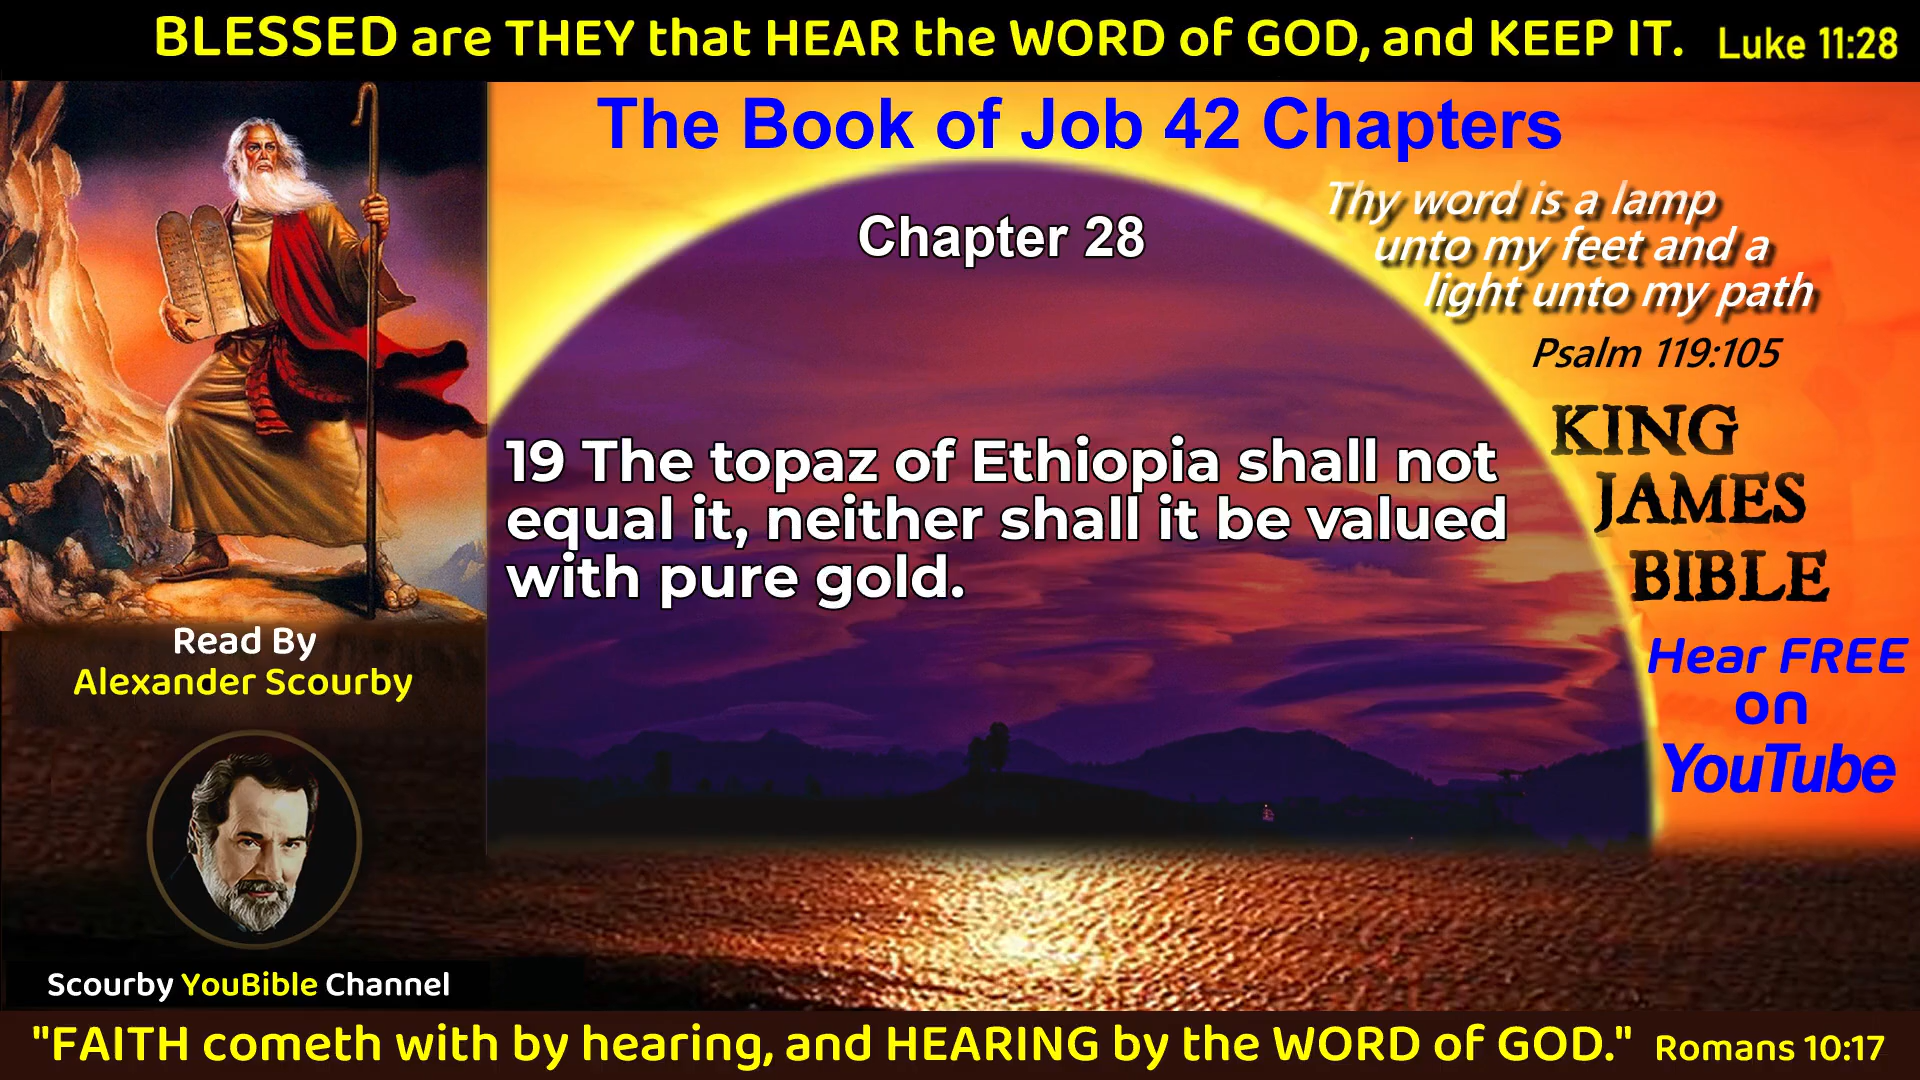 BLESSED are THEY that HEAR the WORD of GOD, and KEEP IT. Luke 11:28
The Book of Job 42 Chapters
Chapter 28
Thy word is a lamp
unto my feet and a
light unto my path
Psalm 119:105
KING
JAMES
BIBLE
19 The topaz of Ethiopia shall not
equal it, neither shall it be valued
with pure gold.
Hear FREE
on
YouTube
Read By
Alexander Scourby
Scourby YouBible Channel
"FAITH cometh with by hearing, and HEARING by the WORD of GOD." Romans 10:17